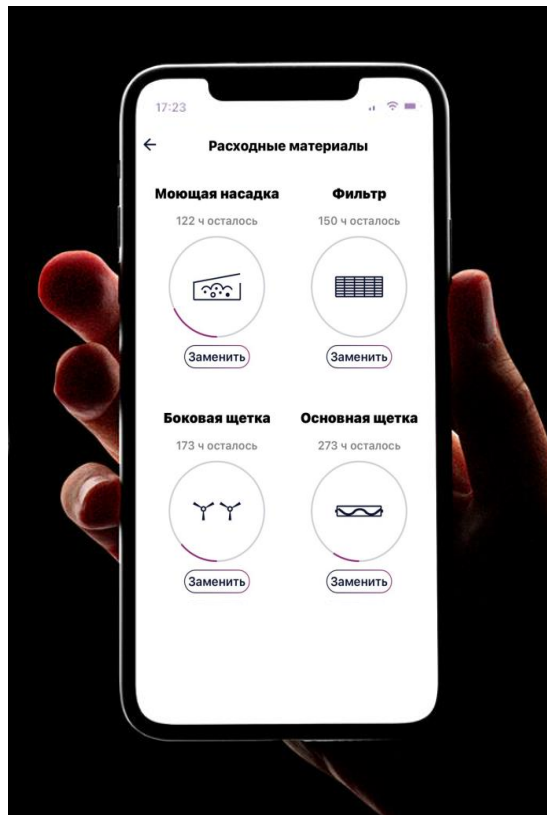 17:23
Расходные материалы
Моющая насадка
122 ч осталось
Заменить
Фильтр
150 ч осталось
Заменить
Боковая щетка
173 ч осталось
Заменить
Основная щетка
273 ч осталось
Заменить